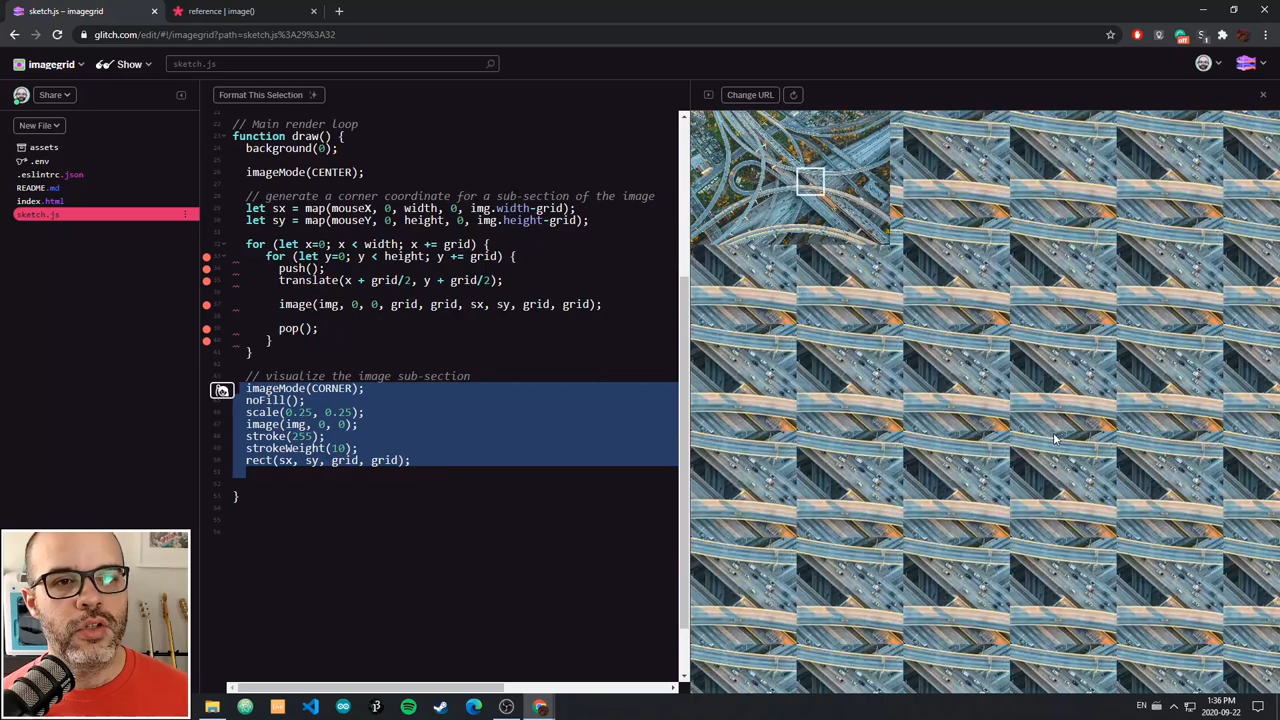 sketch.js – imagegrid
reference | image()
glitch.com/edit/#!/imagegrid?path=sketch.js%3A29%3A32
imagegrid
Show
sketch.js
Share
Format This Selection
Change URL
New File
assets
.env
.eslintrc.json
README.md
index.html
sketch.js
// Main render loop
function draw() {
background(0);
imageMode(CENTER);
// generate a corner coordinate for a sub-section of the image
let sx = map(mouseX, 0, width, 0, img.width-grid);
let sy = map(mouseY, 0, height, 0, img.height-grid);
for (let x=0; x < width; x += grid) {
for (let y=0; y < height; y += grid) {
push();
translate(x + grid/2, y + grid/2);
image(img, 0, 0, grid, grid, sx, sy, grid, grid);
pop();
}
}
// visualize the image sub-section
imageMode(CORNER);
noFill();
scale(0.25, 0.25);
image(img, 0, 0);
stroke(255);
strokeWeight(10);
rect(sx, sy, grid, grid);
}
EN
1:36 PM
2020-09-22